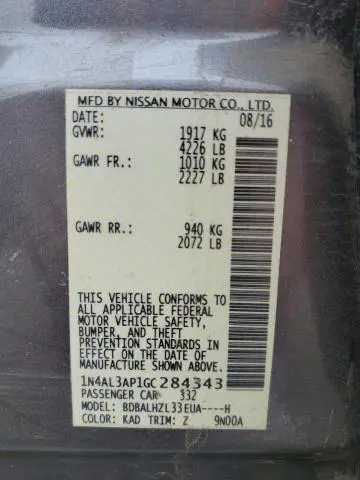 MFD BY NISSAN MOTOR CO., LTD.
DATE: 08/16
GVWR: 1917 KG
4226 LB
GAWR FR.: 1010 KG
2227 LB
GAWR RR.: 940 KG
2072 LB
THIS VEHICLE CONFORMS TO
ALL APPLICABLE FEDERAL
MOTOR VEHICLE SAFETY,
BUMPER, AND THEFT
PREVENTION STANDARDS
IN EFFECT ON THE DATE OF
MANUFACTURE SHOWN ABOVE.
1N4AL3AP1GC284343
PASSENGER CAR 332
MODEL: BDBALHZL33EUA----H
COLOR: KAD TRIM: Z 9N00A